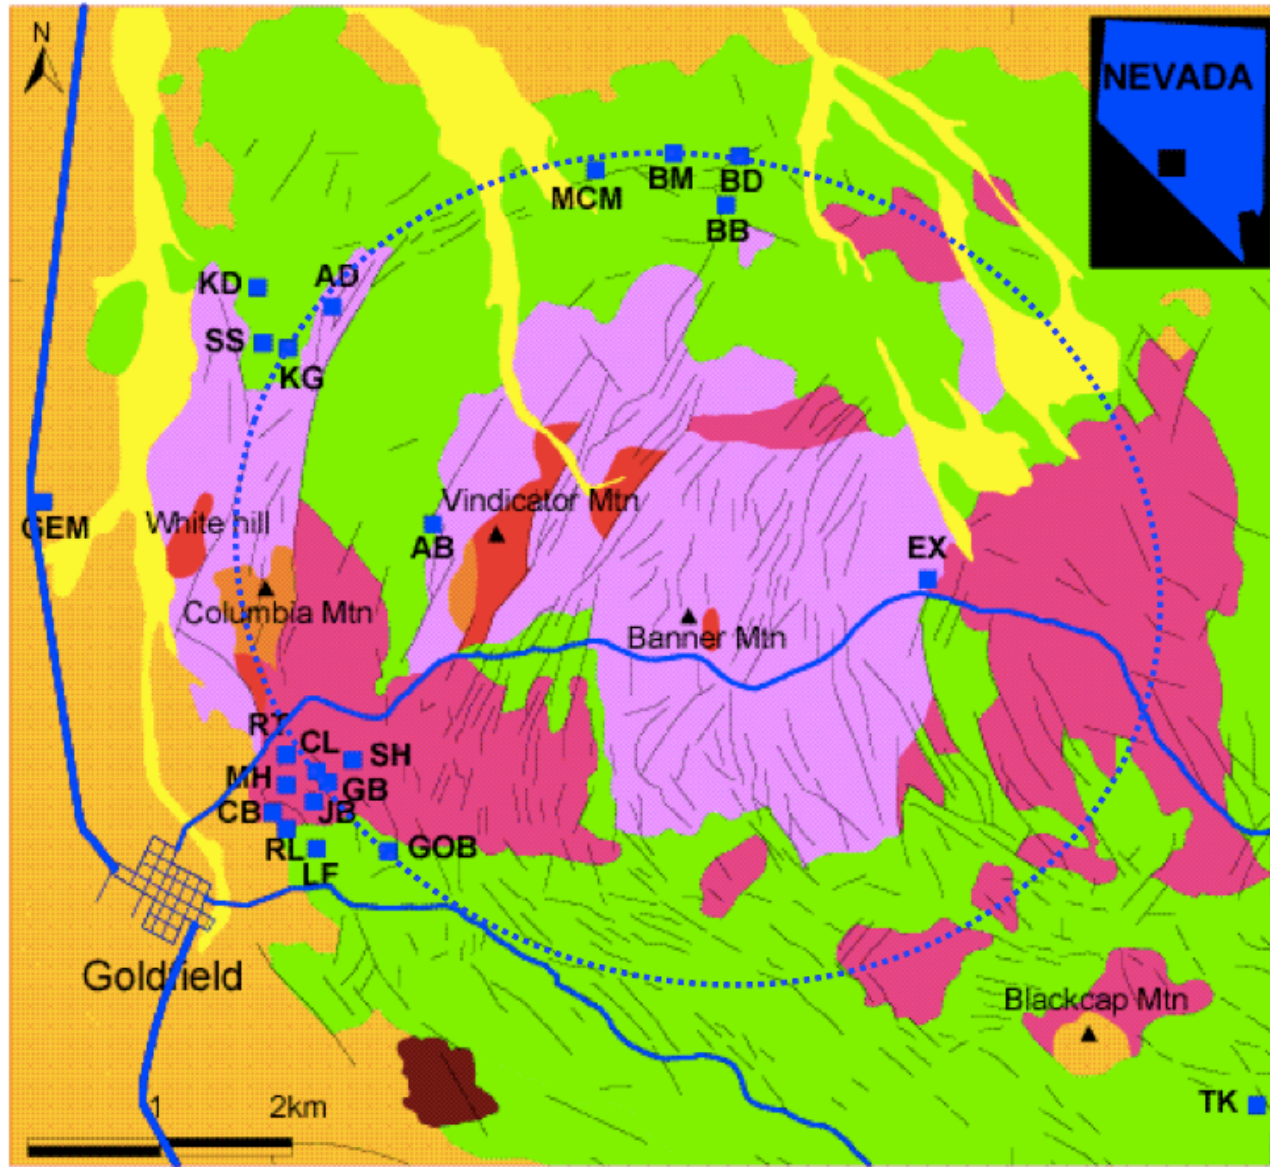 N
NEVADA
MCM
BM
BD
BB
KD
AD
SS
KG
GEM
White hill
Vindicator Mtn
AB
EX
Columbia Mtn
Banner Mtn
RT
CL
SH
MH
GB
CB
JB
RL
GOB
LF
Goldfield
Blackcap Mtn
TK
1
2km